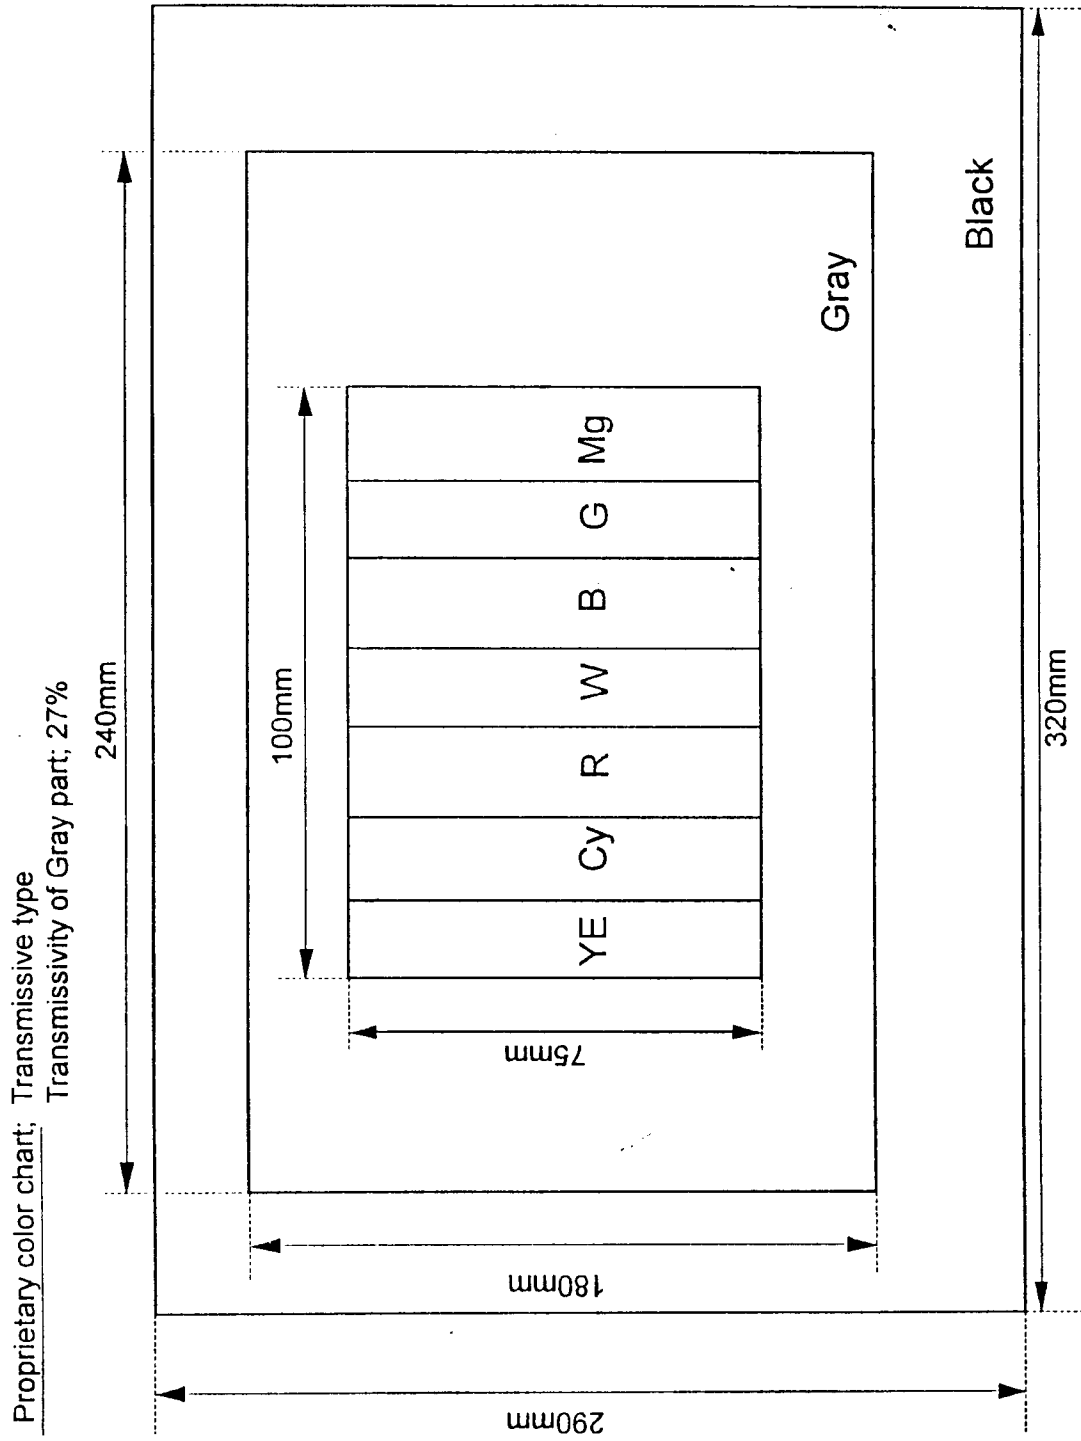 Proprietary color chart; Transmissive type
Transmissivity of Gray part; 27%
240mm
100mm
YE Cy R W B G Mg
75mm
Gray
180mm
Black
290mm
320mm